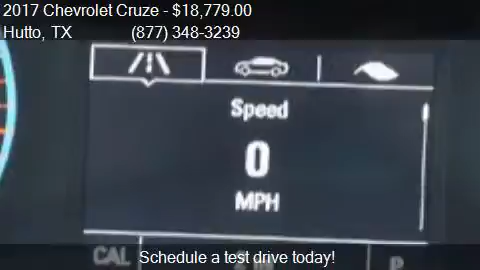 2017 Chevrolet Cruze - $18,779.00
Hutto, TX (877) 348-3239
Speed
0
MPH
CAL
P
Schedule a test drive today!